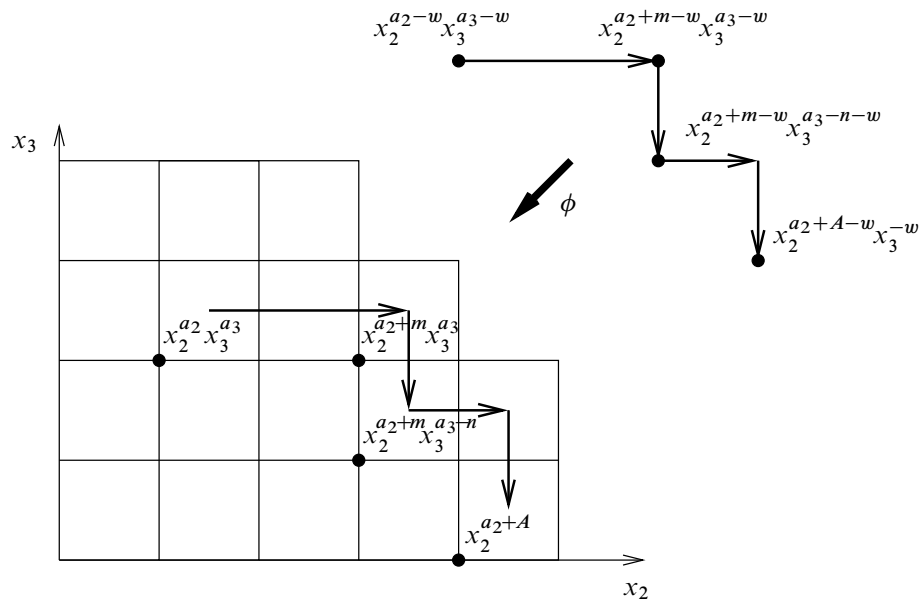 $x_2^{a_2-w} x_3^{a_3-w}$ $x_2^{a_2+m-w} x_3^{a_3-w}$
$x_3$
$x_2^{a_2+m-w} x_3^{a_3-n-w}$
$\phi$
$x_2^{a_2+A-w} x_3^{-w}$
$x_2^{a_2} x_3^{a_3}$ $x_2^{a_2+m} x_3^{a_3}$
$x_2^{a_2+m} x_3^{a_3-n}$
$x_2^{a_2+A}$
$x_2$